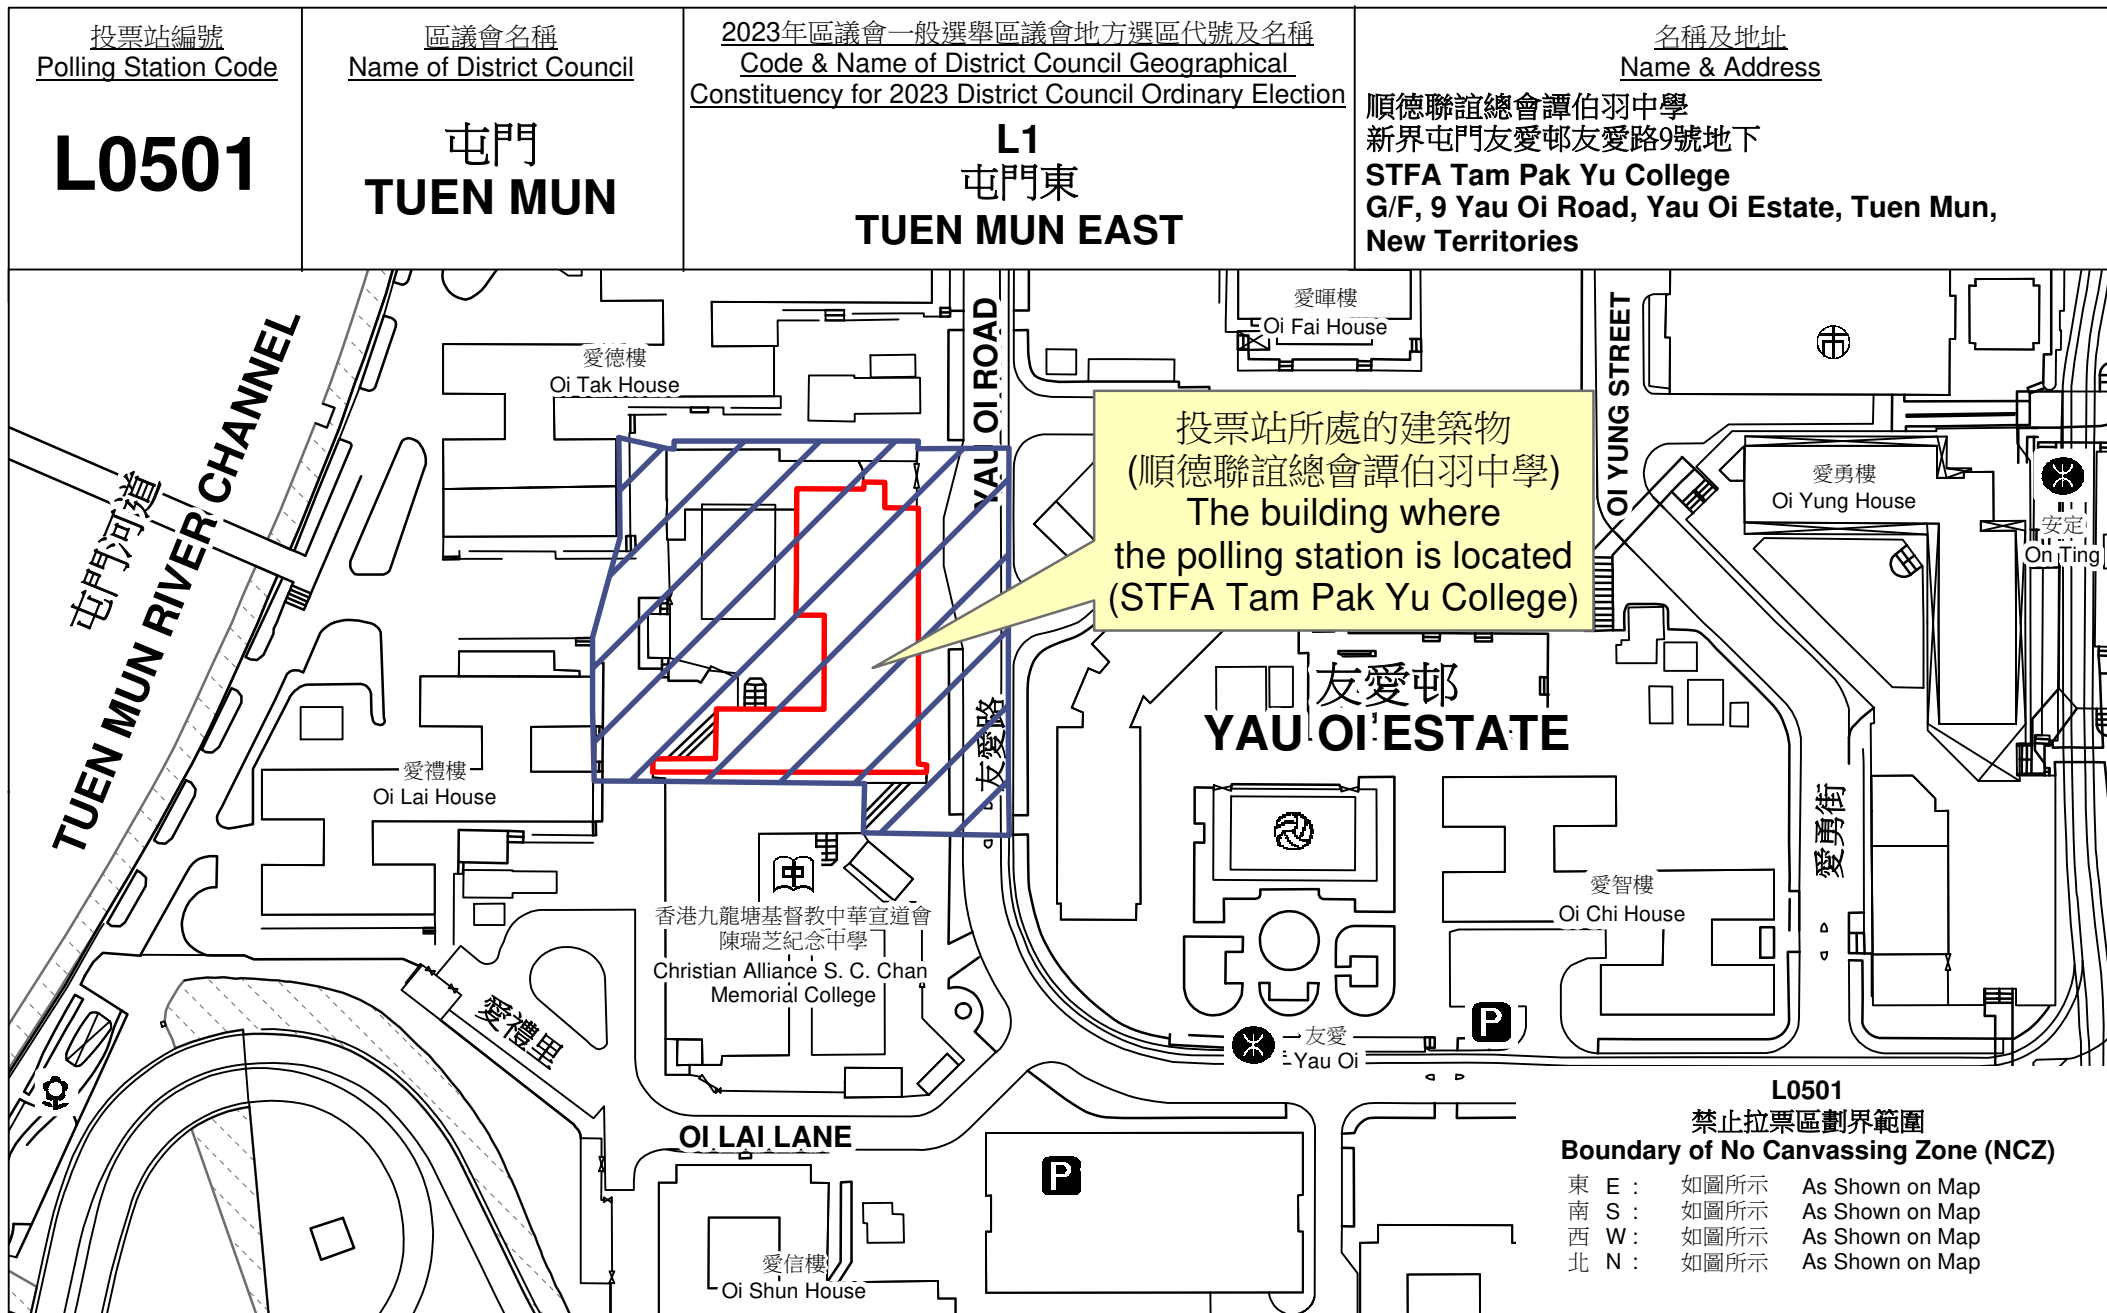 投票站編號
Polling Station Code
L0501
區議會名稱
Name of District Council
屯門
TUEN MUN
2023年區議會一般選舉區議會地方選區代號及名稱
Code & Name of District Council Geographical
Constituency for 2023 District Council Ordinary Election
L1
屯門東
TUEN MUN EAST
名稱及地址
Name & Address
順德聯誼總會譚伯羽中學
新界屯門友愛邨友愛路9號地下
STFA Tam Pak Yu College
G/F, 9 Yau Oi Road, Yau Oi Estate, Tuen Mun,
New Territories
愛暉樓
Oi Fai House
愛德樓
Oi Tak House
YAU OI ROAD
OI YUNG STREET
TUEN MUN RIVER CHANNEL
屯門河道
投票站所處的建築物
(順德聯誼總會譚伯羽中學)
The building where
the polling station is located
(STFA Tam Pak Yu College)
愛勇樓
Oi Yung House
安定
On Ting
友愛邨
YAU OI ESTATE
友愛路
愛禮樓
Oi Lai House
愛勇街
愛智樓
Oi Chi House
中
香港九龍塘基督教中華宣道會
陳瑞芝紀念中學
Christian Alliance S. C. Chan
Memorial College
愛禮里
P
友愛
Yau Oi
OI LAI LANE
P
愛信樓
Oi Shun House
L0501
禁止拉票區劃界範圍
Boundary of No Canvassing Zone (NCZ)
東 E : 如圖所示 As Shown on Map
南 S : 如圖所示 As Shown on Map
西 W : 如圖所示 As Shown on Map
北 N : 如圖所示 As Shown on Map